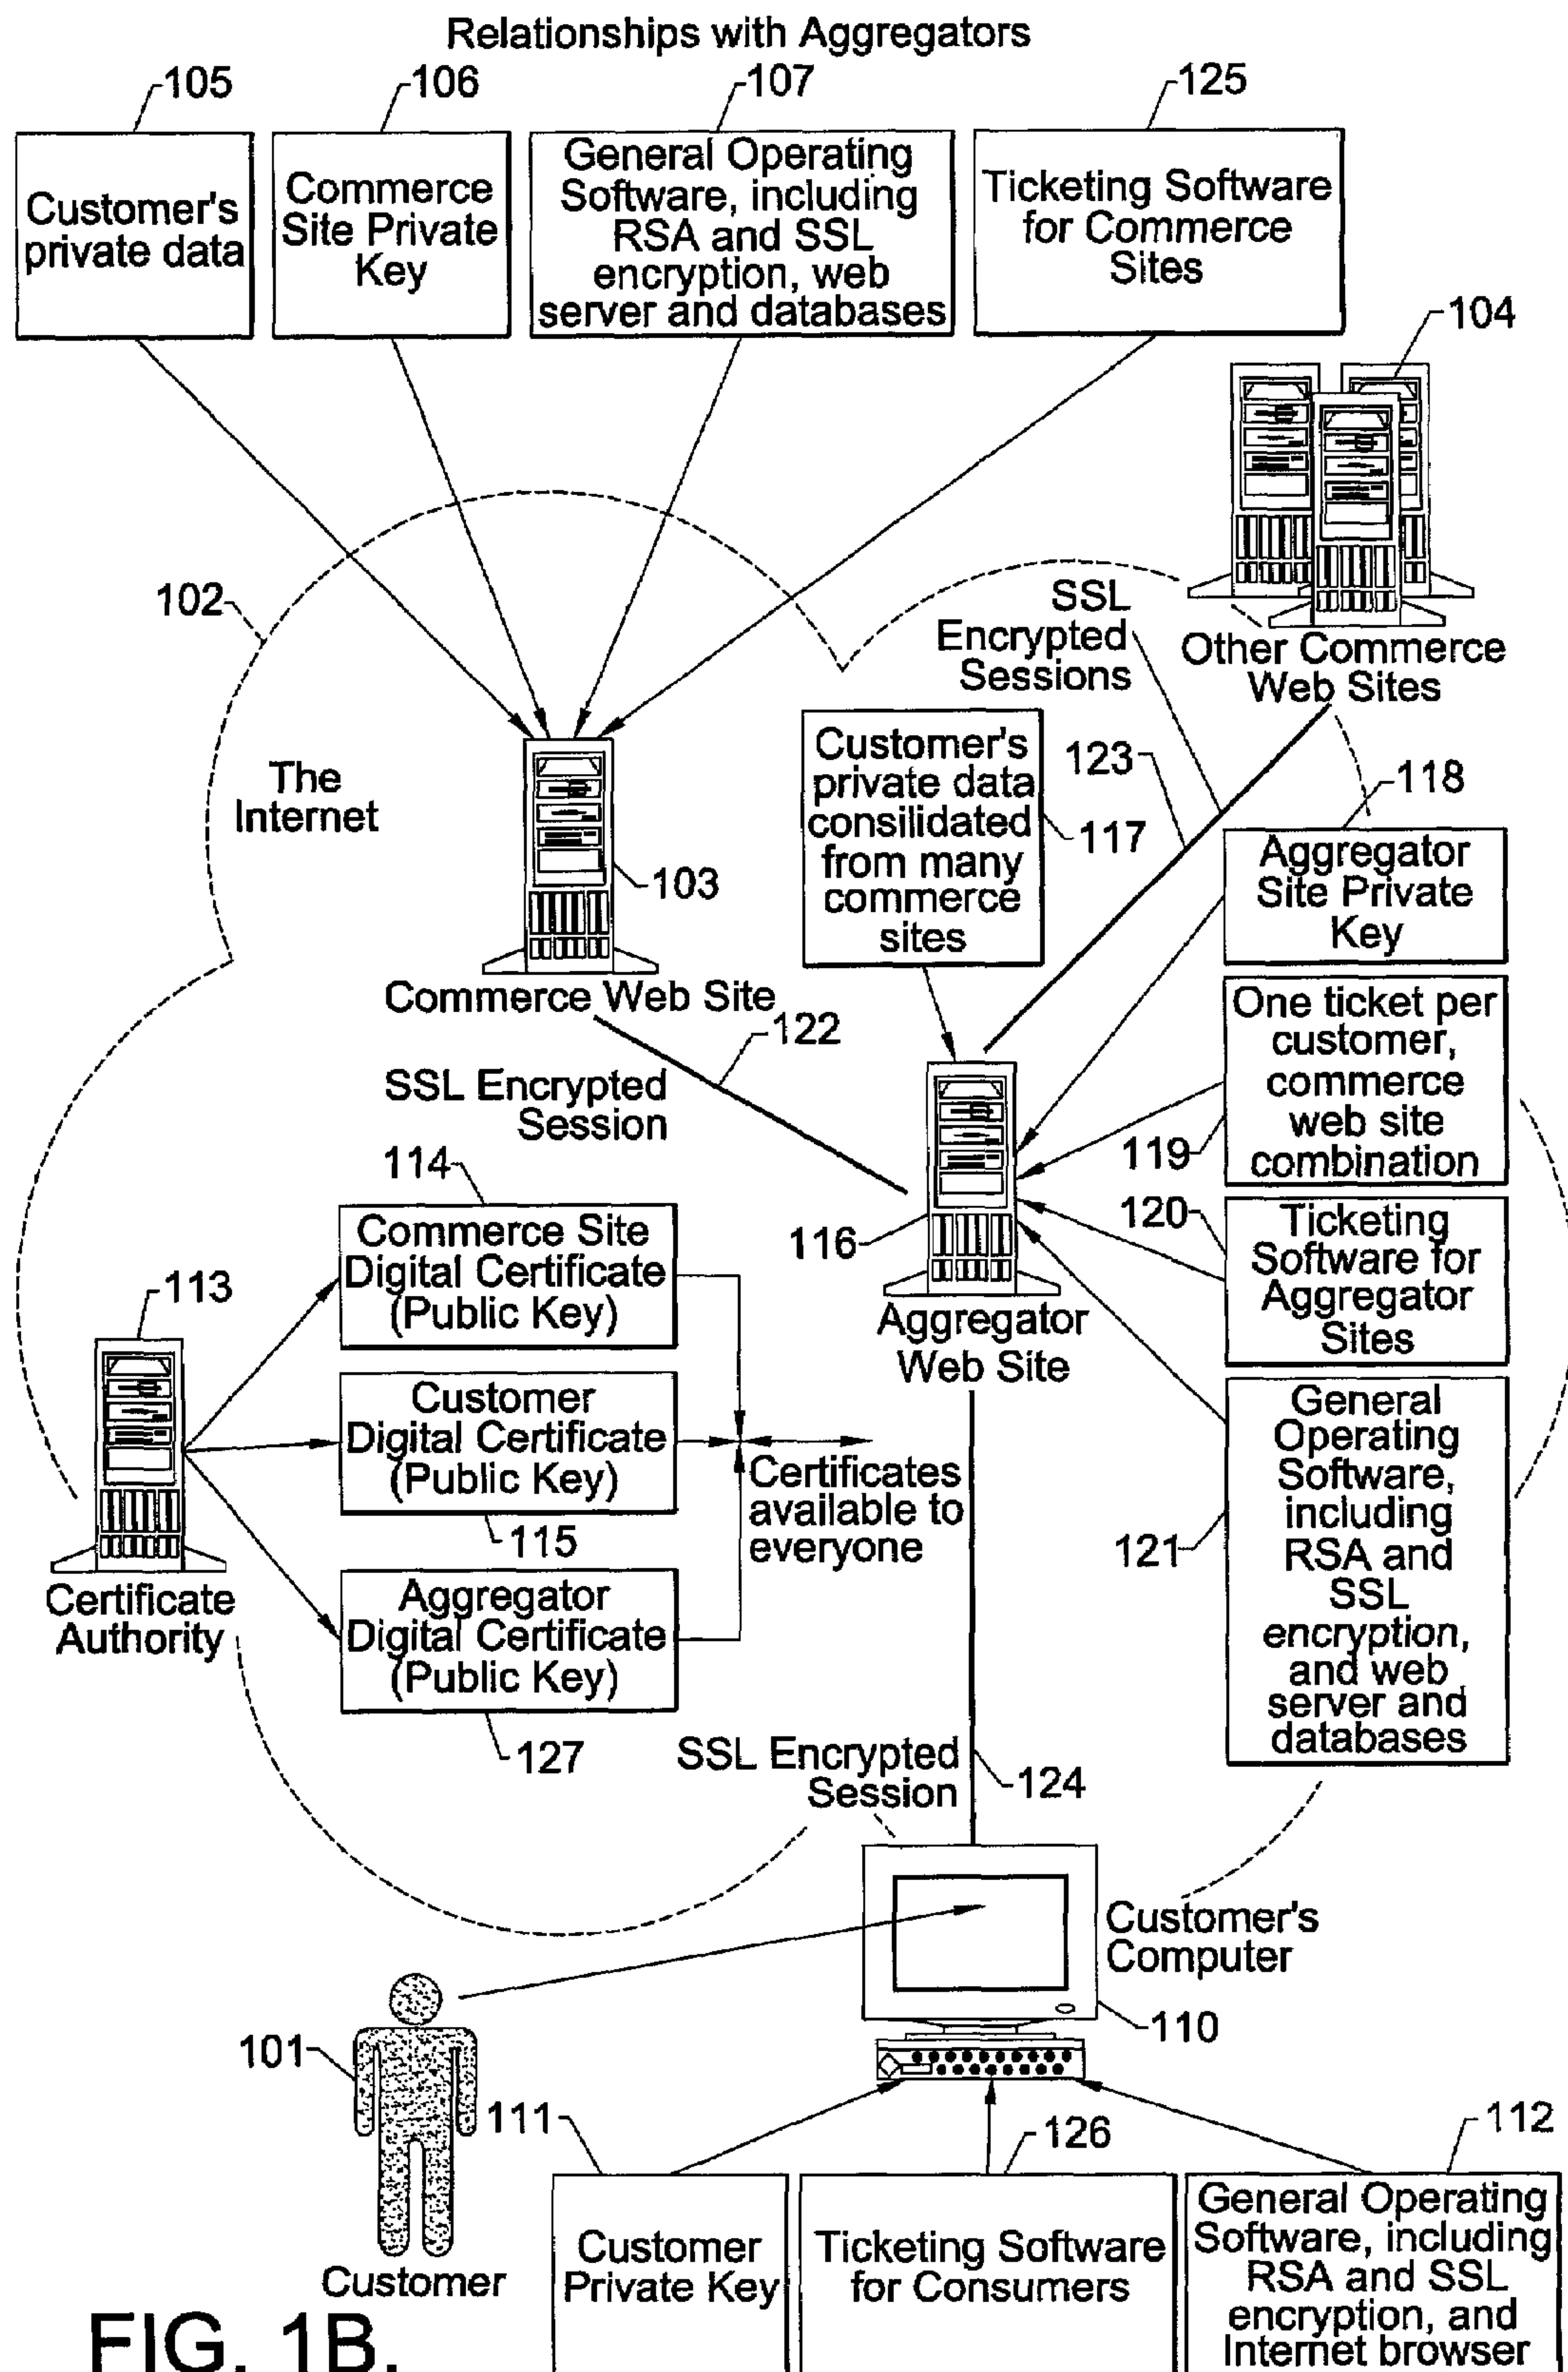 Relationships with Aggregators
105
106
107
125
Customer's
private data
Commerce
Site Private
Key
General Operating
Software, including
RSA and SSL
encryption, web
server and databases
Ticketing Software
for Commerce
Sites
104
102
SSL
Encrypted
Sessions
Other Commerce
Web Sites
The
Internet
103
Commerce Web Site
Customer's
private data
consilidated
from many
commerce
sites
123
117
118
Aggregator
Site Private
Key
122
SSL Encrypted
Session
One ticket per
customer,
commerce
web site
combination
119
114
Commerce Site
Digital Certificate
(Public Key)
116
120
Ticketing
Software for
Aggregator
Sites
113
Aggregator
Web Site
Customer
Digital Certificate
(Public Key)
115
Certificates
available to
everyone
121
General
Operating
Software,
including
RSA and
SSL
encryption,
and web
server and
databases
Certificate
Authority
Aggregator
Digital Certificate
(Public Key)
127
SSL Encrypted
Session
124
Customer's
Computer
110
101
Customer
111
126
112
Customer
Private Key
Ticketing Software
for Consumers
General Operating
Software, including
RSA and SSL
encryption, and
Internet browser
FIG. 1B.